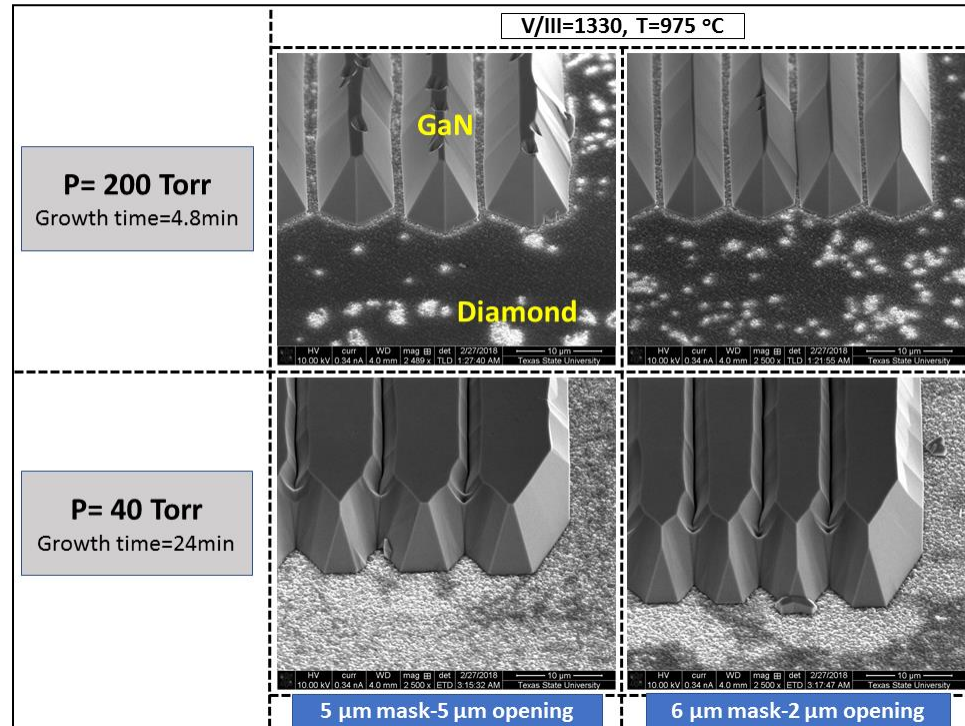 V/III=1330, T=975 °C
P= 200 Torr
Growth time=4.8min
GaN
Diamond
HV curr WD mag ⊞ det 2/27/2018 10 µm
10.00 kV 0.34 nA 4.0 mm 2 489 x TLD 1:27:40 AM Texas State University
HV curr WD mag ⊞ det 2/27/2018 10 µm
10.00 kV 0.34 nA 4.0 mm 2 500 x TLD 1:21:55 AM Texas State University
P= 40 Torr
Growth time=24min
HV curr WD mag ⊞ det 2/27/2018 10 µm
10.00 kV 0.34 nA 4.0 mm 2 500 x ETD 3:15:32 AM Texas State University
HV curr WD mag ⊞ det 2/27/2018 10 µm
10.00 kV 0.34 nA 4.0 mm 2 500 x ETD 3:17:47 AM Texas State University
5 µm mask-5 µm opening
6 µm mask-2 µm opening